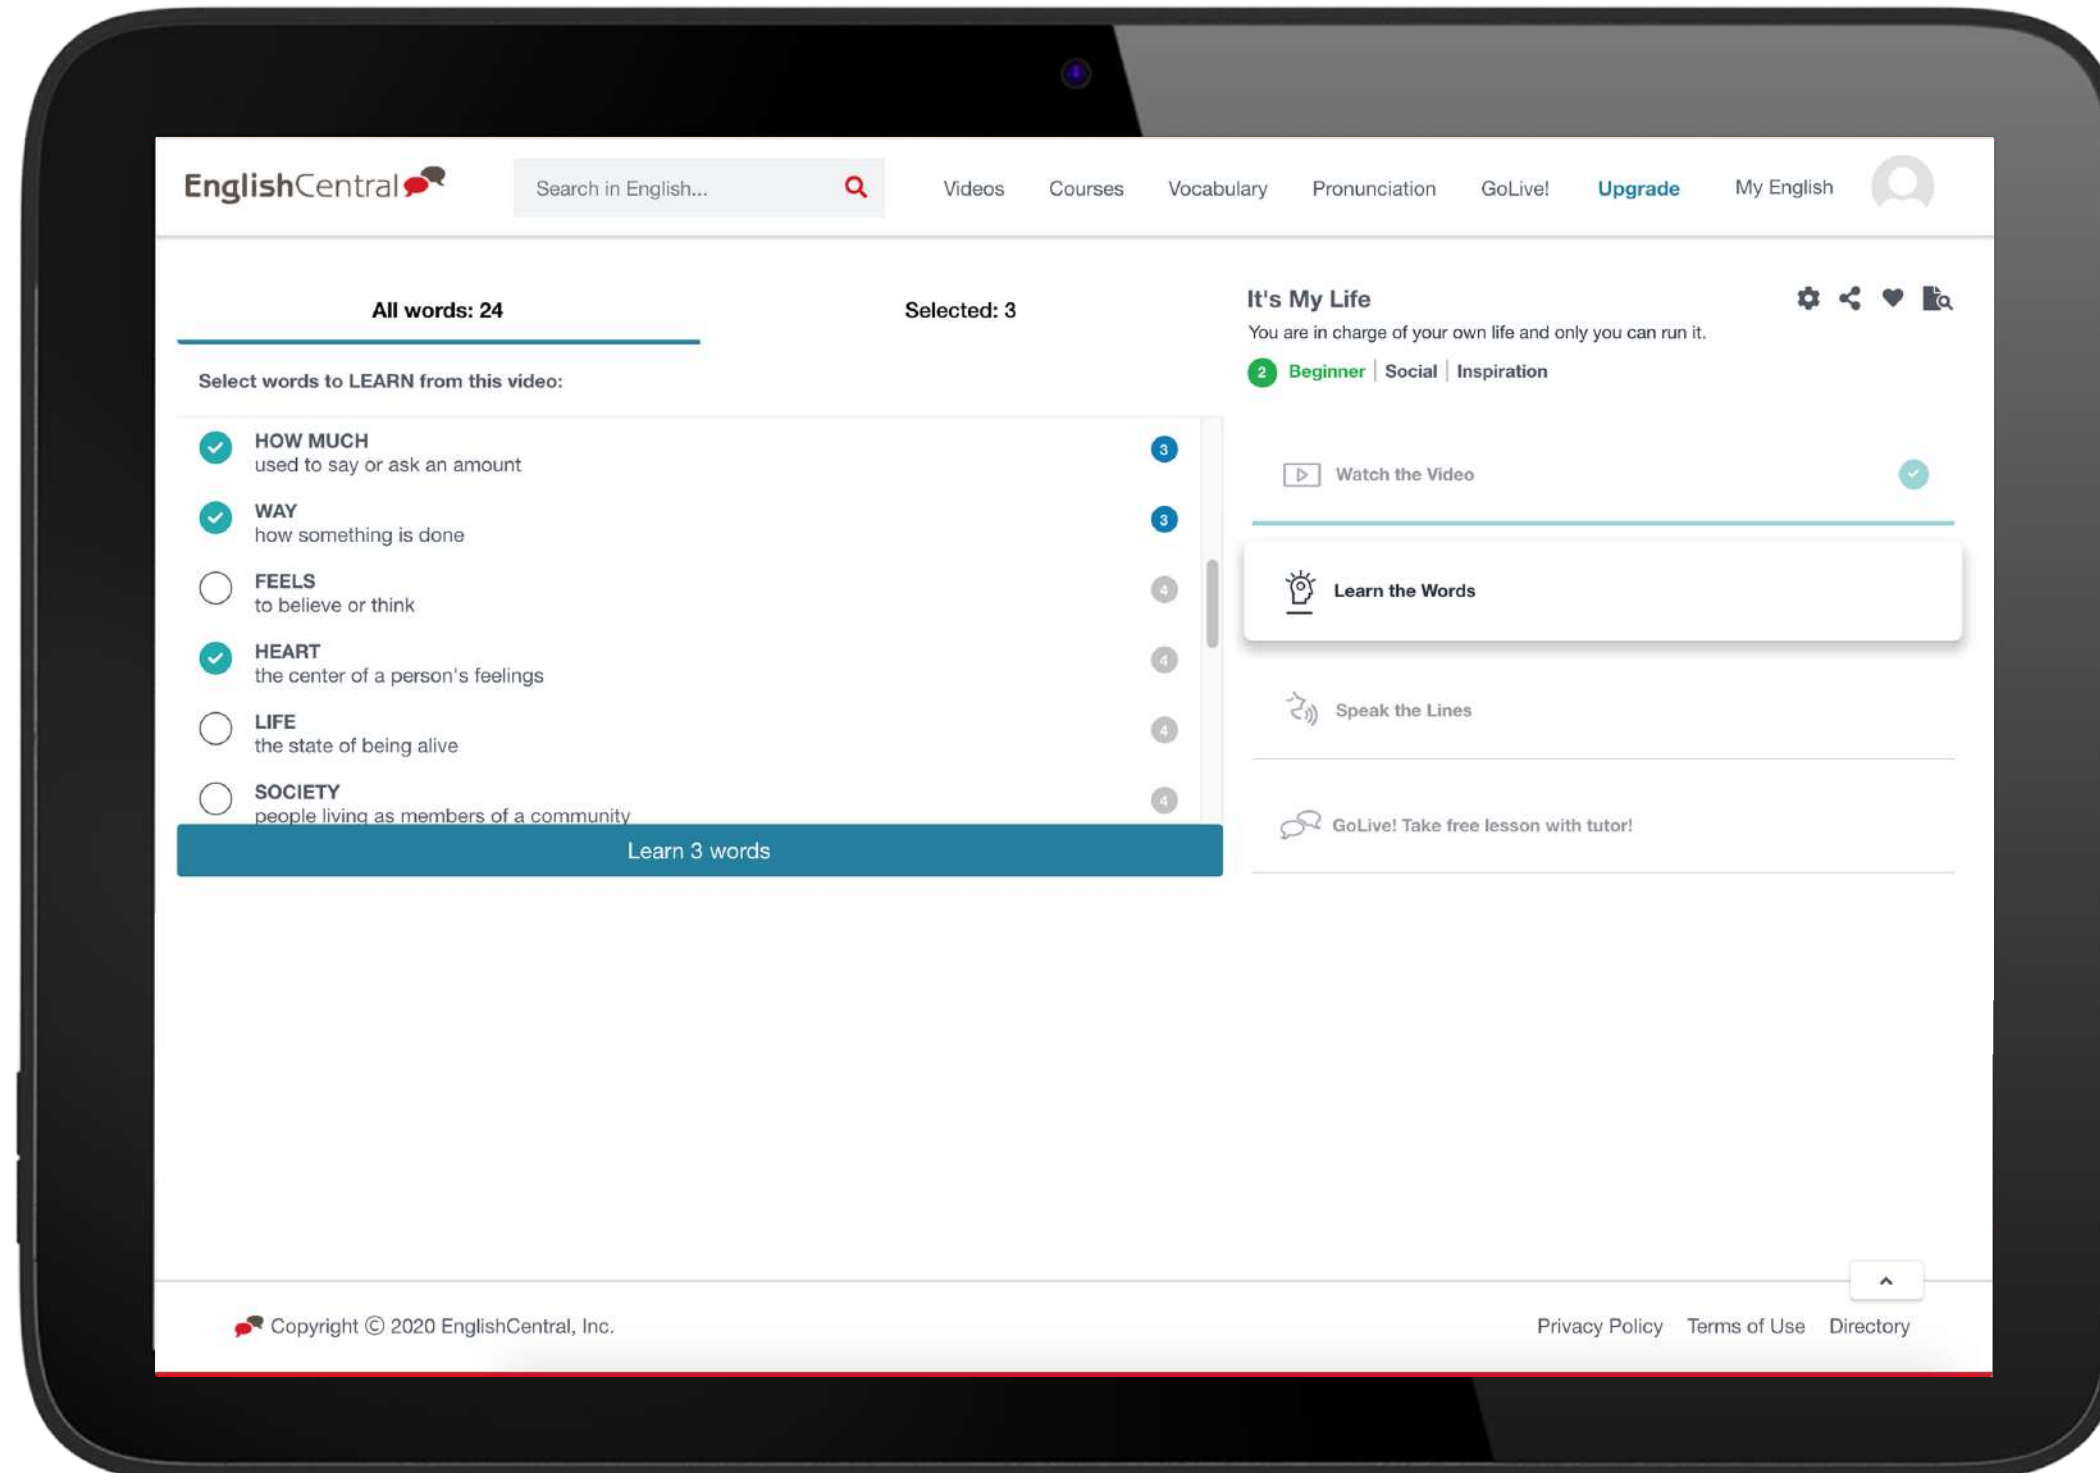 EnglishCentral
Search in English...
Videos Courses Vocabulary Pronunciation GoLive! Upgrade My English
All words: 24
Selected: 3
Select words to LEARN from this video:
HOW MUCH
used to say or ask an amount
3
WAY
how something is done
3
FEELS
to believe or think
4
HEART
the center of a person's feelings
4
LIFE
the state of being alive
4
SOCIETY
people living as members of a community
4
Learn 3 words
It's My Life
You are in charge of your own life and only you can run it.
2 Beginner | Social | Inspiration
Watch the Video
Learn the Words
Speak the Lines
GoLive! Take free lesson with tutor!
Copyright © 2020 EnglishCentral, Inc.
Privacy Policy Terms of Use Directory